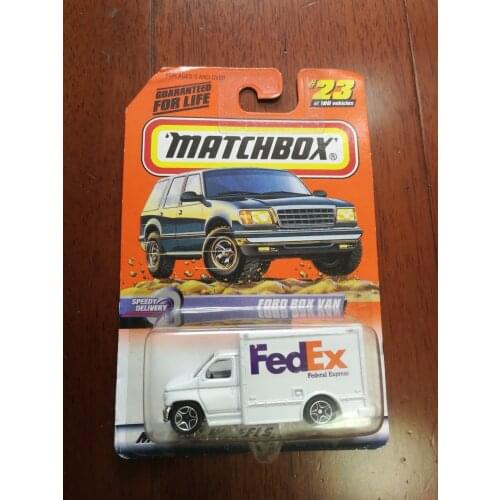 FOR AGES 3 AND OVER
GUARANTEED
FOR LIFE
#23
of 100 vehicles
MATCHBOX
SPEEDY
DELIVERY
FORD BOX VAN
FedEx
Federal Express